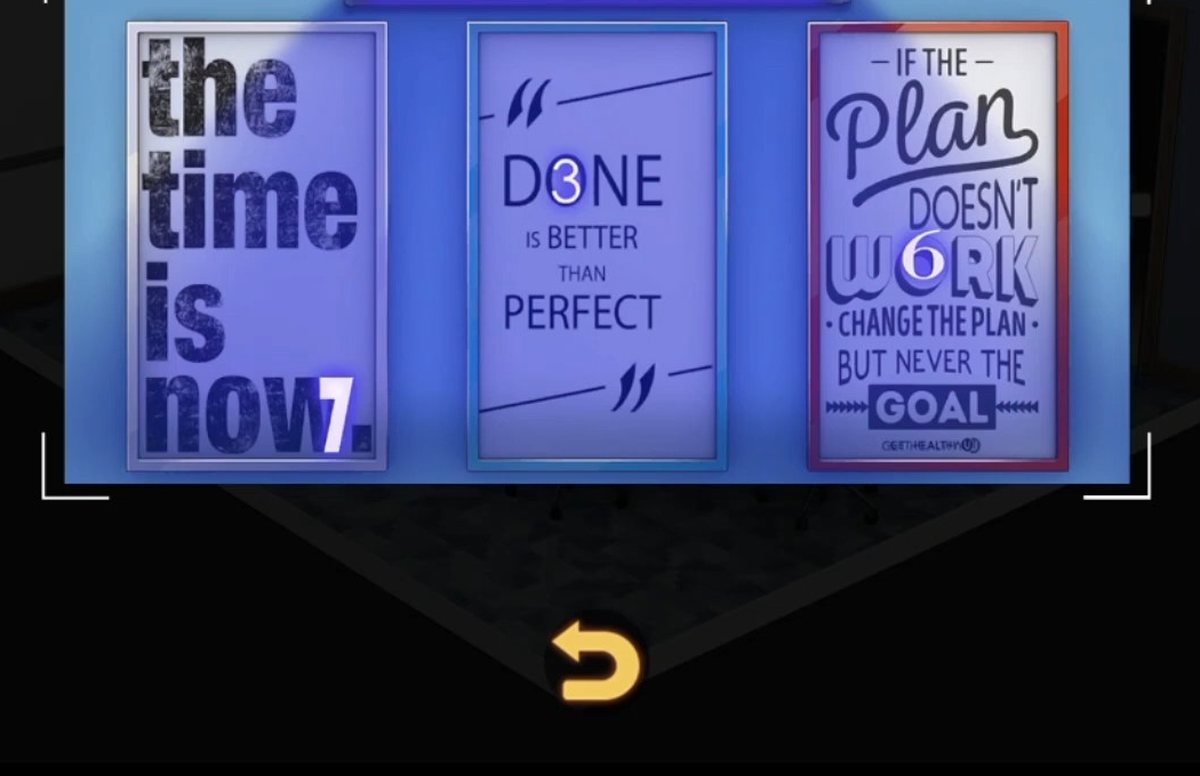 the
time
is
now7.
“
D3NE
IS BETTER
THAN
PERFECT
”
– IF THE –
Plan
DOESN'T
W6RK
• CHANGE THE PLAN •
BUT NEVER THE
GOAL